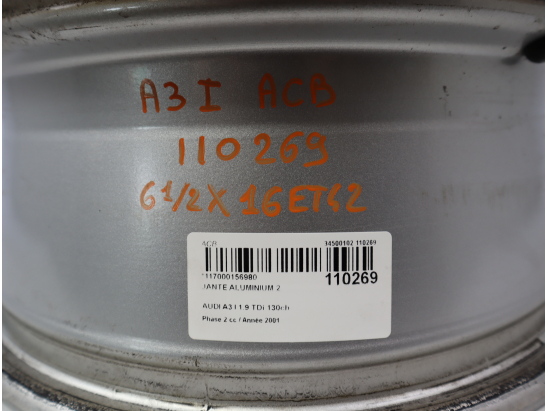 A3 I ACB
110269
6 1/2 X 16 ET42
ACB 34500102 110269
*117000156980 110269
JANTE ALUMINIUM 2
AUDI A3 I 1.9 TDi 130ch
Phase 2 cc / Année 2001